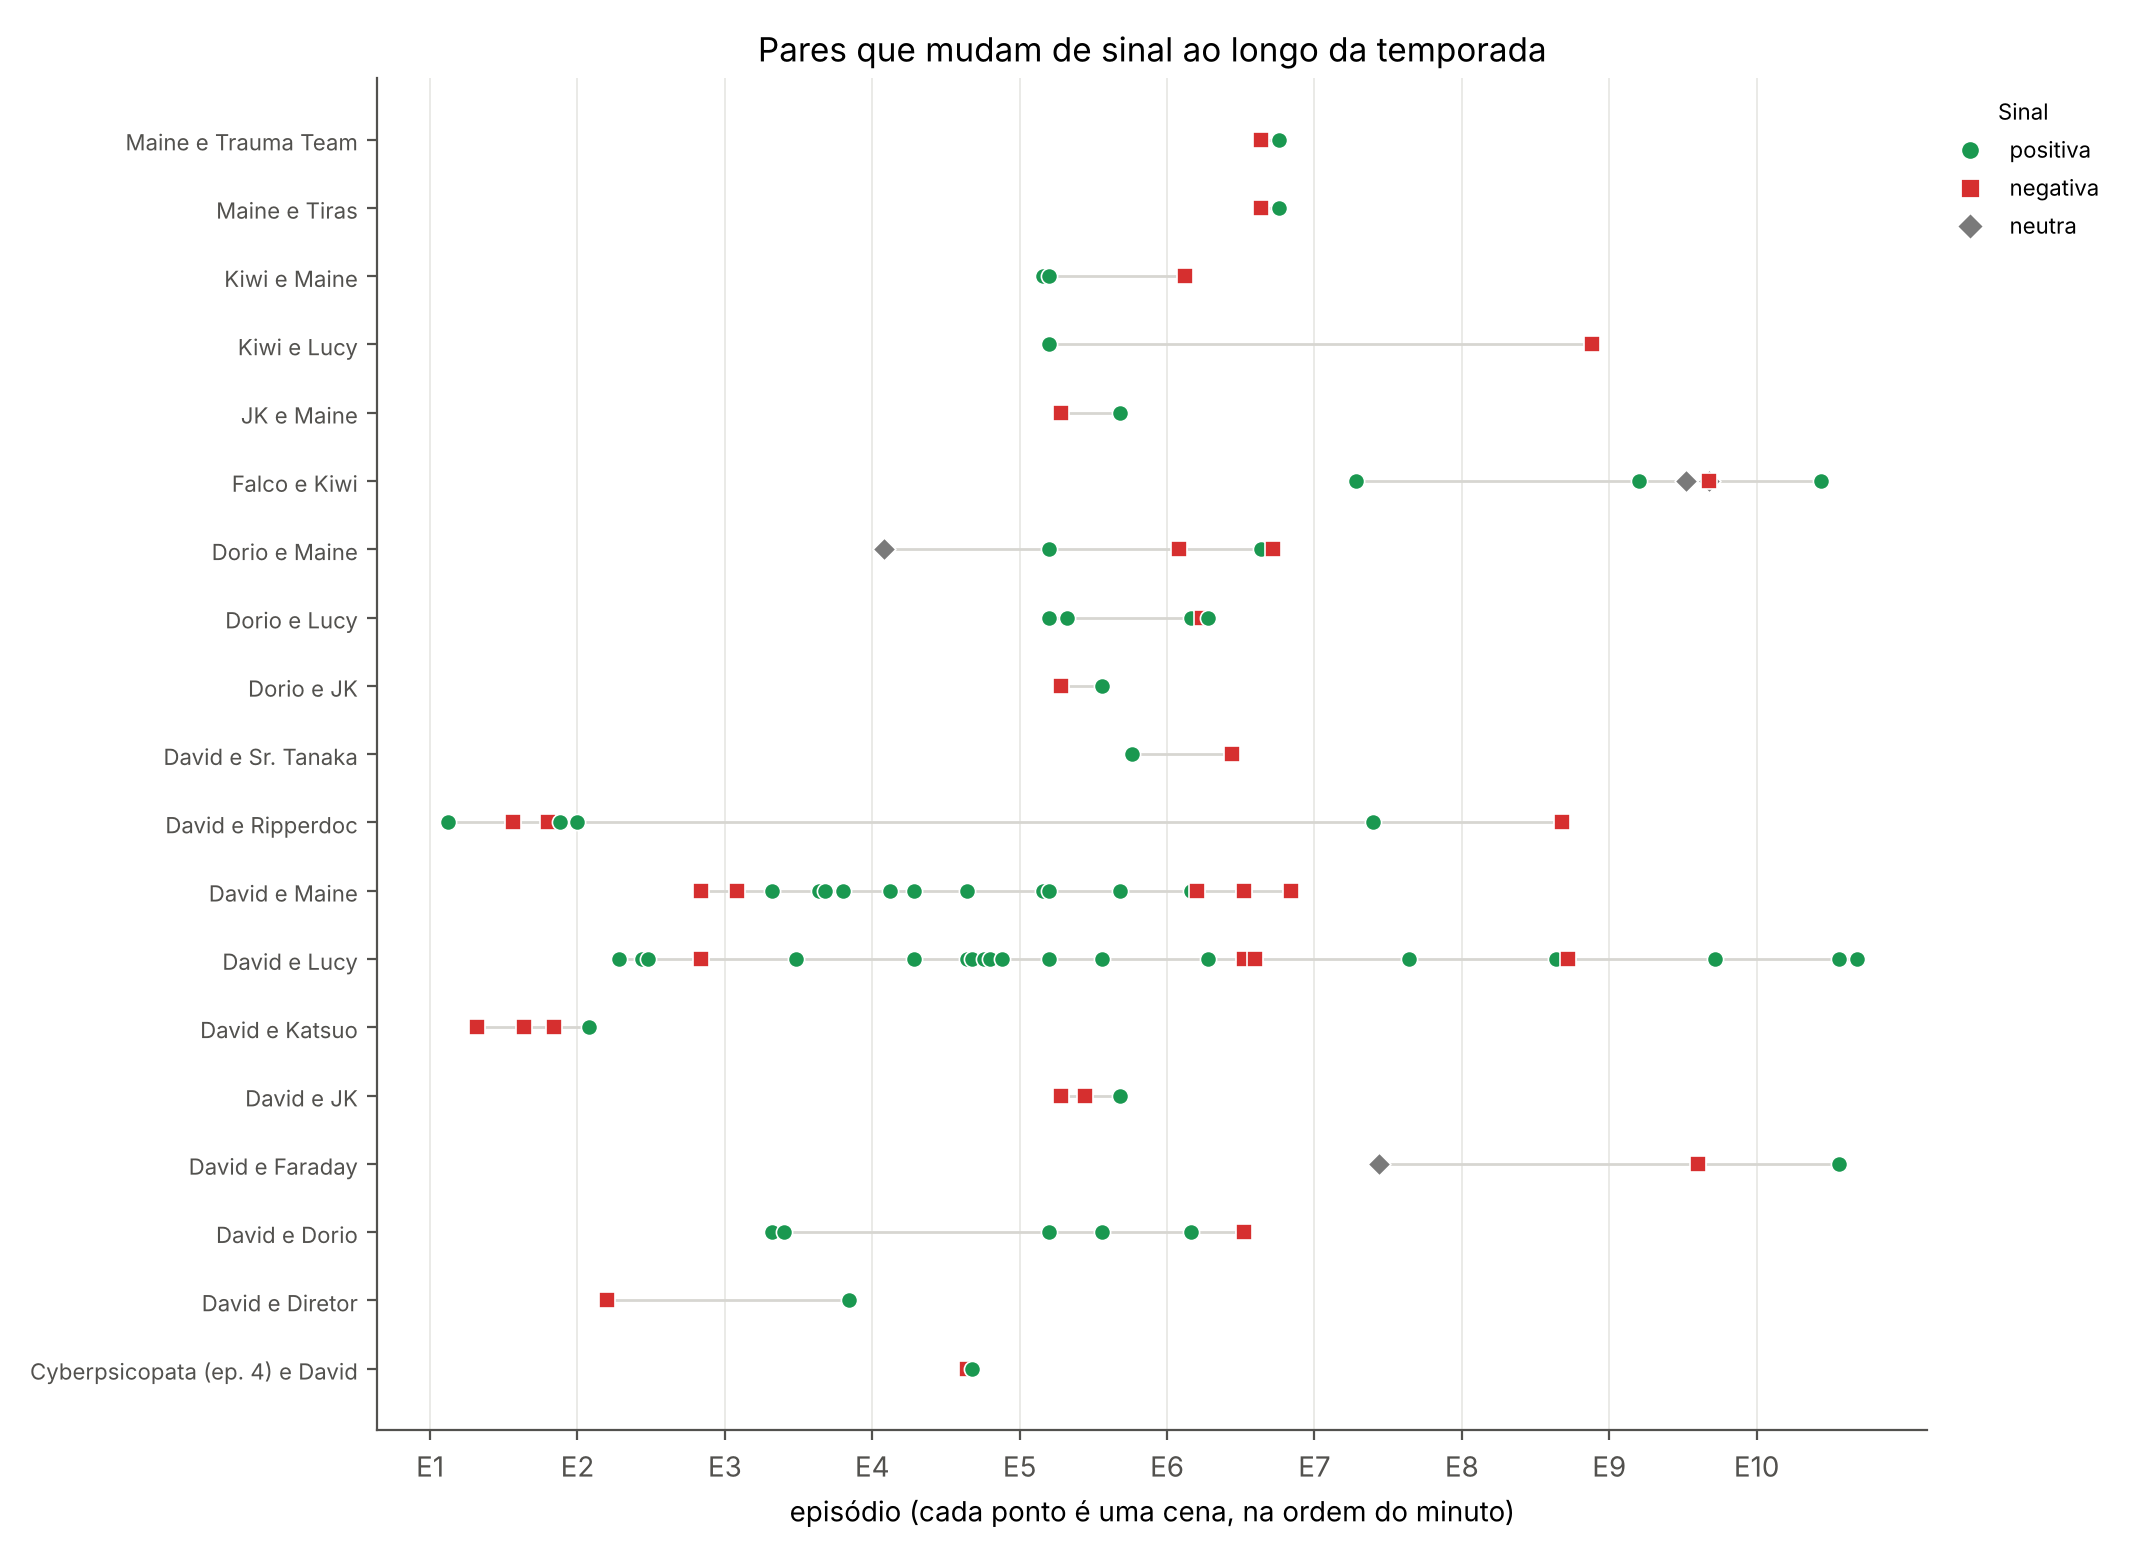 Pares que mudam de sinal ao longo da temporada
Sinal
positiva
negativa
neutra
Maine e Trauma Team
Maine e Tiras
Kiwi e Maine
Kiwi e Lucy
JK e Maine
Falco e Kiwi
Dorio e Maine
Dorio e Lucy
Dorio e JK
David e Sr. Tanaka
David e Ripperdoc
David e Maine
David e Lucy
David e Katsuo
David e JK
David e Faraday
David e Dorio
David e Diretor
Cyberpsicopata (ep. 4) e David
E1 E2 E3 E4 E5 E6 E7 E8 E9 E10
episódio (cada ponto é uma cena, na ordem do minuto)